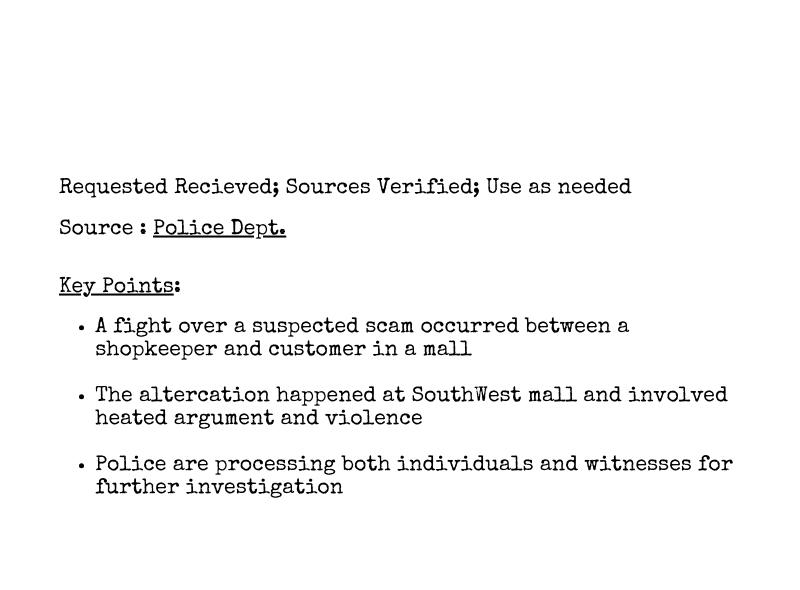 Requested Recieved; Sources Verified; Use as needed
Source : Police Dept.
Key Points:
• A fight over a suspected scam occurred between a
shopkeeper and customer in a mall
• The altercation happened at SouthWest mall and involved
heated argument and violence
• Police are processing both individuals and witnesses for
further investigation